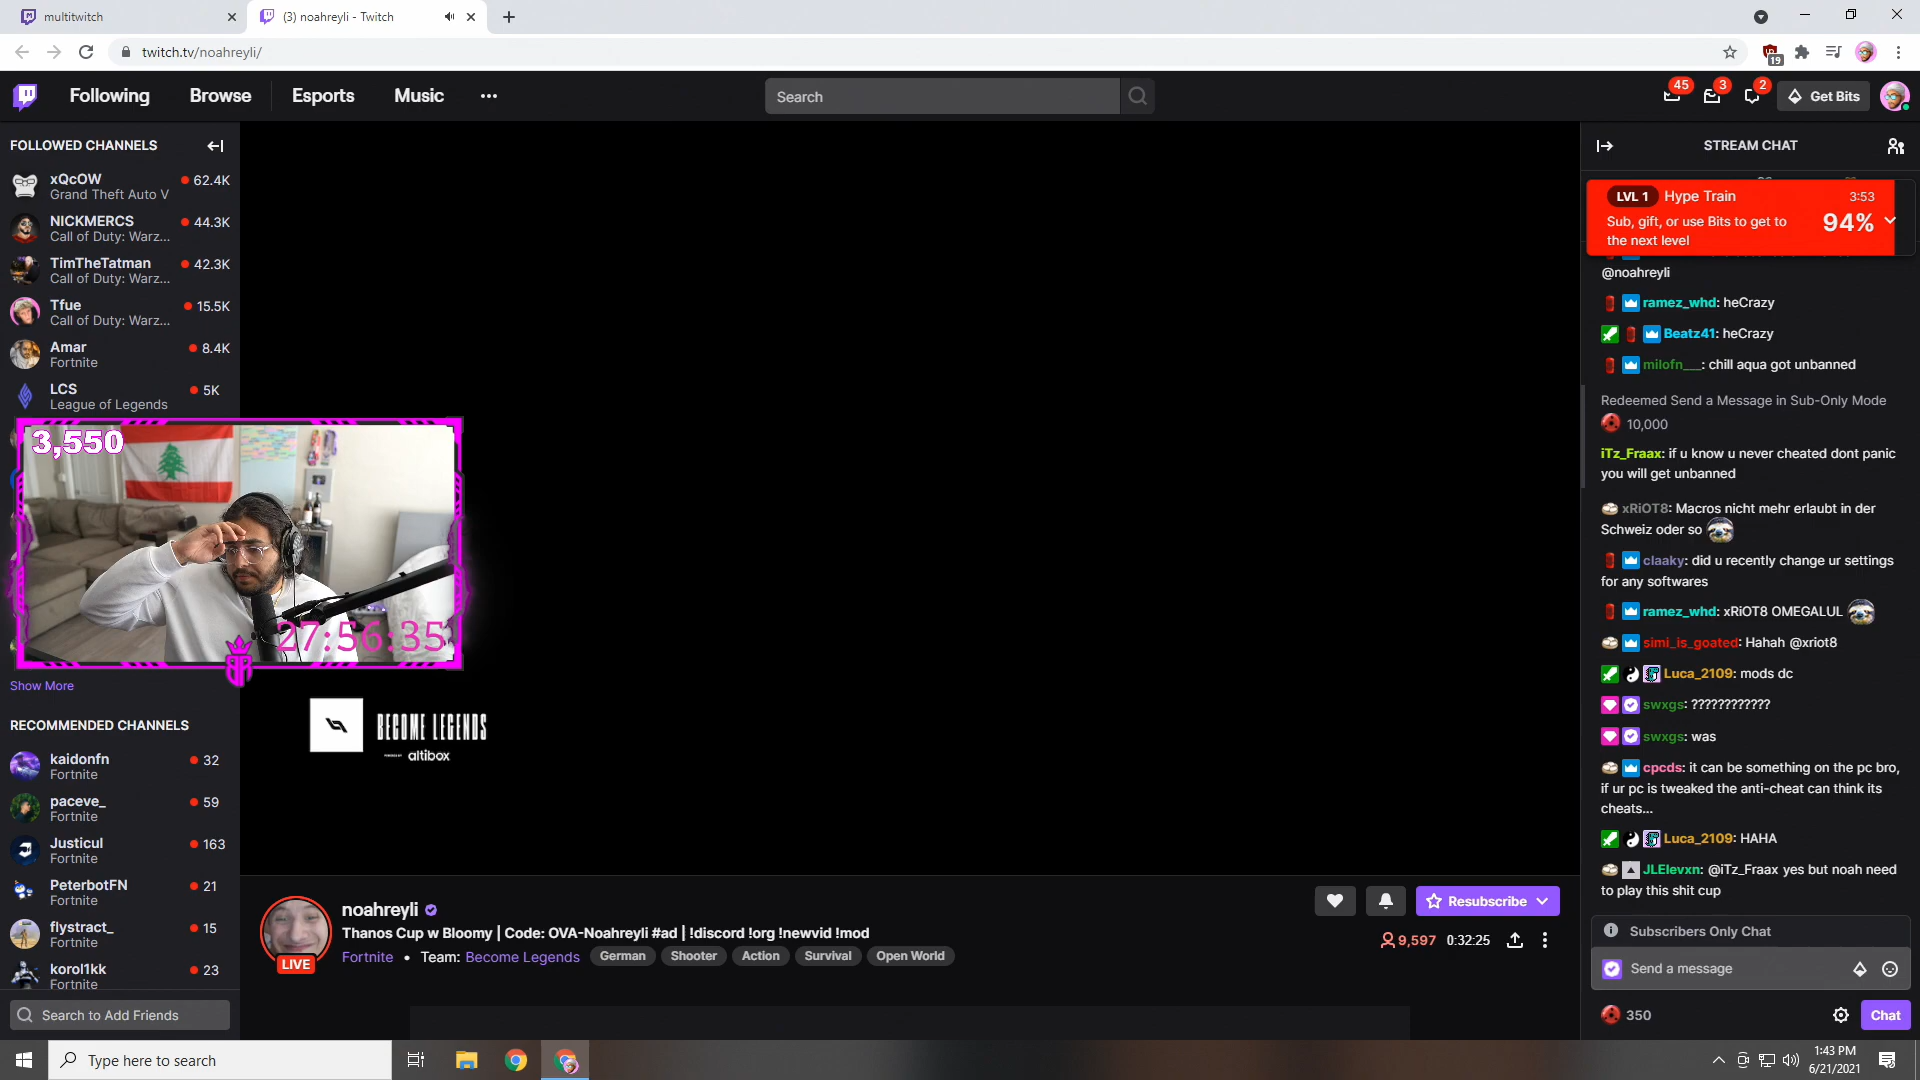 multitwitch
(3) noahreyli - Twitch
twitch.tv/noahreyli/
19
Following
Browse
Esports
Music
Search
45
3
2
Get Bits
FOLLOWED CHANNELS
xQcOW
62.4K
Grand Theft Auto V
NICKMERCS
44.3K
Call of Duty: Warz...
TimTheTatman
42.3K
Call of Duty: Warz...
Tfue
15.5K
Call of Duty: Warz...
Amar
8.4K
Fortnite
LCS
5K
League of Legends
3,550
27:56:35
Show More
RECOMMENDED CHANNELS
kaidonfn
32
Fortnite
paceve_
59
Fortnite
Justicul
163
Fortnite
PeterbotFN
21
Fortnite
flystract_
15
Fortnite
korol1kk
23
Fortnite
Search to Add Friends
BECOME LEGENDS
altibox
noahreyli
Thanos Cup w Bloomy | Code: OVA-Noahreyli #ad | !discord !org !newvid !mod
Fortnite • Team: Become Legends German Shooter Action Survival Open World
LIVE
Resubscribe
9,597 0:32:25
STREAM CHAT
LVL 1 Hype Train 3:53
Sub, gift, or use Bits to get to
the next level
94%
@noahreyli
ramez_whd: heCrazy
Beatz41: heCrazy
milofn___: chill aqua got unbanned
Redeemed Send a Message in Sub-Only Mode
10,000
iTz_Fraax: if u know u never cheated dont panic
you will get unbanned
xRiOT8: Macros nicht mehr erlaubt in der
Schweiz oder so
claaky: did u recently change ur settings
for any softwares
ramez_whd: xRiOT8 OMEGALUL
simi_is_goated: Hahah @xriot8
Luca_2109: mods dc
swxgs: ????????????
swxgs: was
cpcds: it can be something on the pc bro,
if ur pc is tweaked the anti-cheat can think its
cheats...
Luca_2109: HAHA
JLElevxn: @iTz_Fraax yes but noah need
to play this shit cup
Subscribers Only Chat
Send a message
350
Chat
Type here to search
1:43 PM
6/21/2021